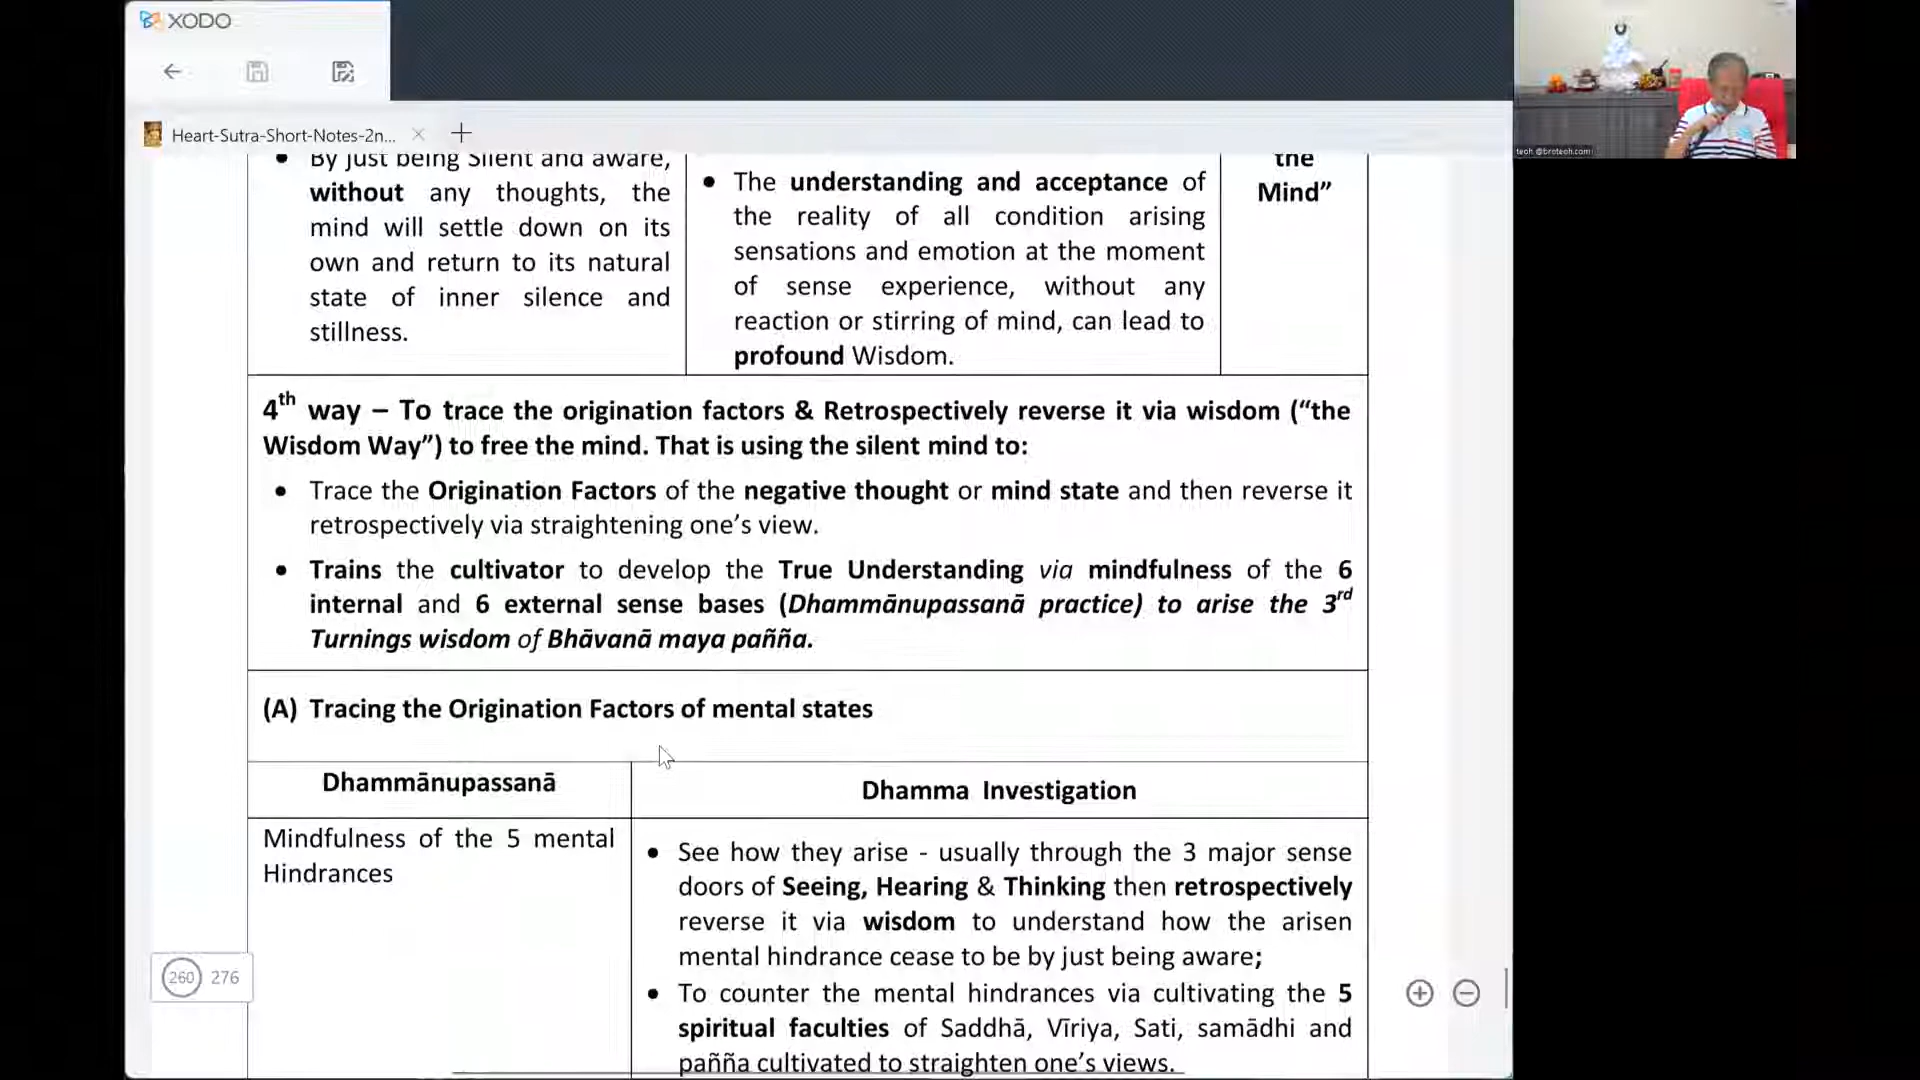 XODO
Heart-Sutra-Short-Notes-2n...
teoh @broteoh.com
• By just being Silent and aware,
without any thoughts, the
mind will settle down on its
own and return to its natural
state of inner silence and
stillness.
• The understanding and acceptance of
the reality of all condition arising
sensations and emotion at the moment
of sense experience, without any
reaction or stirring of mind, can lead to
profound Wisdom.
the
Mind”
4th way – To trace the origination factors & Retrospectively reverse it via wisdom (“the
Wisdom Way”) to free the mind. That is using the silent mind to:
• Trace the Origination Factors of the negative thought or mind state and then reverse it
retrospectively via straightening one’s view.
• Trains the cultivator to develop the True Understanding via mindfulness of the 6
internal and 6 external sense bases (Dhammānupassanā practice) to arise the 3rd
Turnings wisdom of Bhāvanā maya pañña.
(A) Tracing the Origination Factors of mental states
Dhammānupassanā
Dhamma Investigation
Mindfulness of the 5 mental
Hindrances
• See how they arise - usually through the 3 major sense
doors of Seeing, Hearing & Thinking then retrospectively
reverse it via wisdom to understand how the arisen
mental hindrance cease to be by just being aware;
• To counter the mental hindrances via cultivating the 5
spiritual faculties of Saddhā, Vīriya, Sati, samādhi and
pañña cultivated to straighten one’s views.
260 276